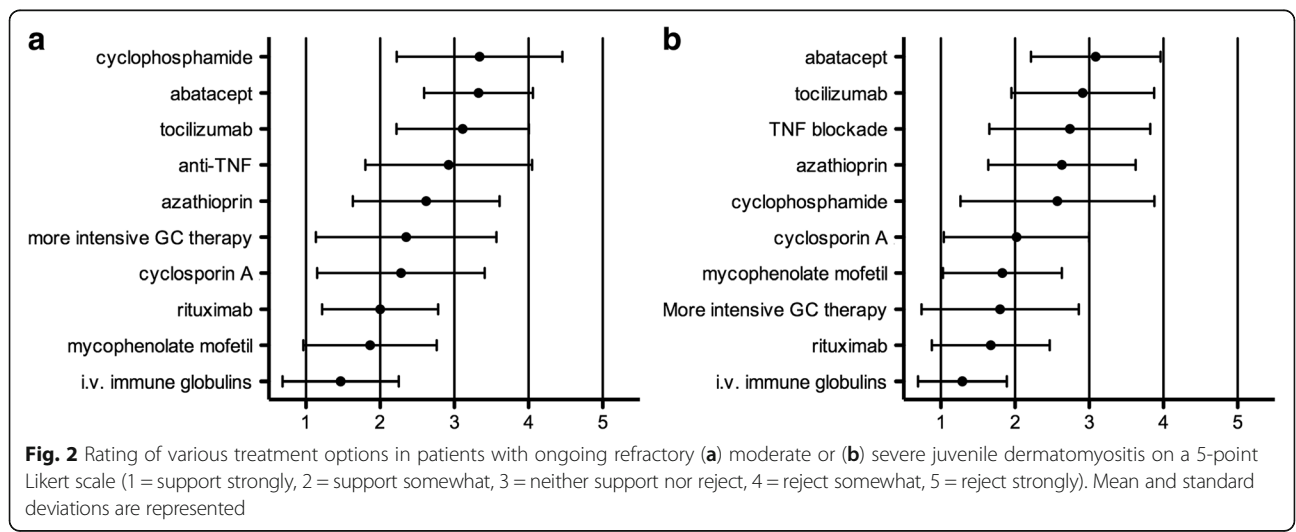 a
cyclophosphamide
abatacept
tocilizumab
anti-TNF
azathioprin
more intensive GC therapy
cyclosporin A
rituximab
mycophenolate mofetil
i.v. immune globulins
1 2 3 4 5
b
abatacept
tocilizumab
TNF blockade
azathioprin
cyclophosphamide
cyclosporin A
mycophenolate mofetil
More intensive GC therapy
rituximab
i.v. immune globulins
1 2 3 4 5
Fig. 2 Rating of various treatment options in patients with ongoing refractory (a) moderate or (b) severe juvenile dermatomyositis on a 5-point
Likert scale (1 = support strongly, 2 = support somewhat, 3 = neither support nor reject, 4 = reject somewhat, 5 = reject strongly). Mean and standard
deviations are represented